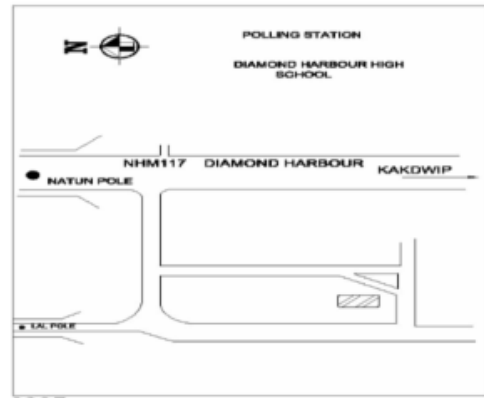 N
POLLING STATION
DIAMOND HARBOUR HIGH
SCHOOL
NHM117 DIAMOND HARBOUR
KAKDWIP
NATUN POLE
LAL POLE